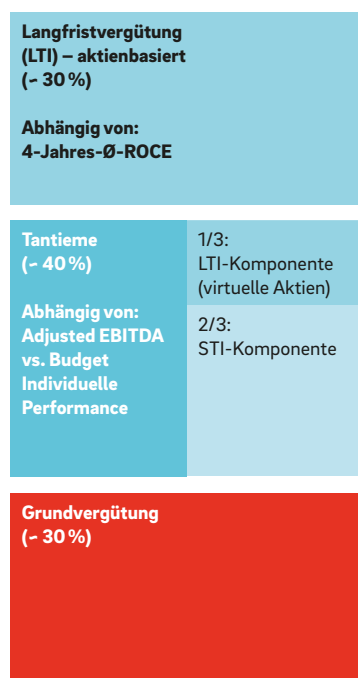 Langfristvergütung
(LTI) – aktienbasiert
(~ 30 %)
Abhängig von:
4-Jahres-Ø-ROCE
Tantieme
(~ 40 %)
Abhängig von:
Adjusted EBITDA
vs. Budget
Individuelle
Performance
1/3:
LTI-Komponente
(virtuelle Aktien)
2/3:
STI-Komponente
Grundvergütung
(~ 30 %)